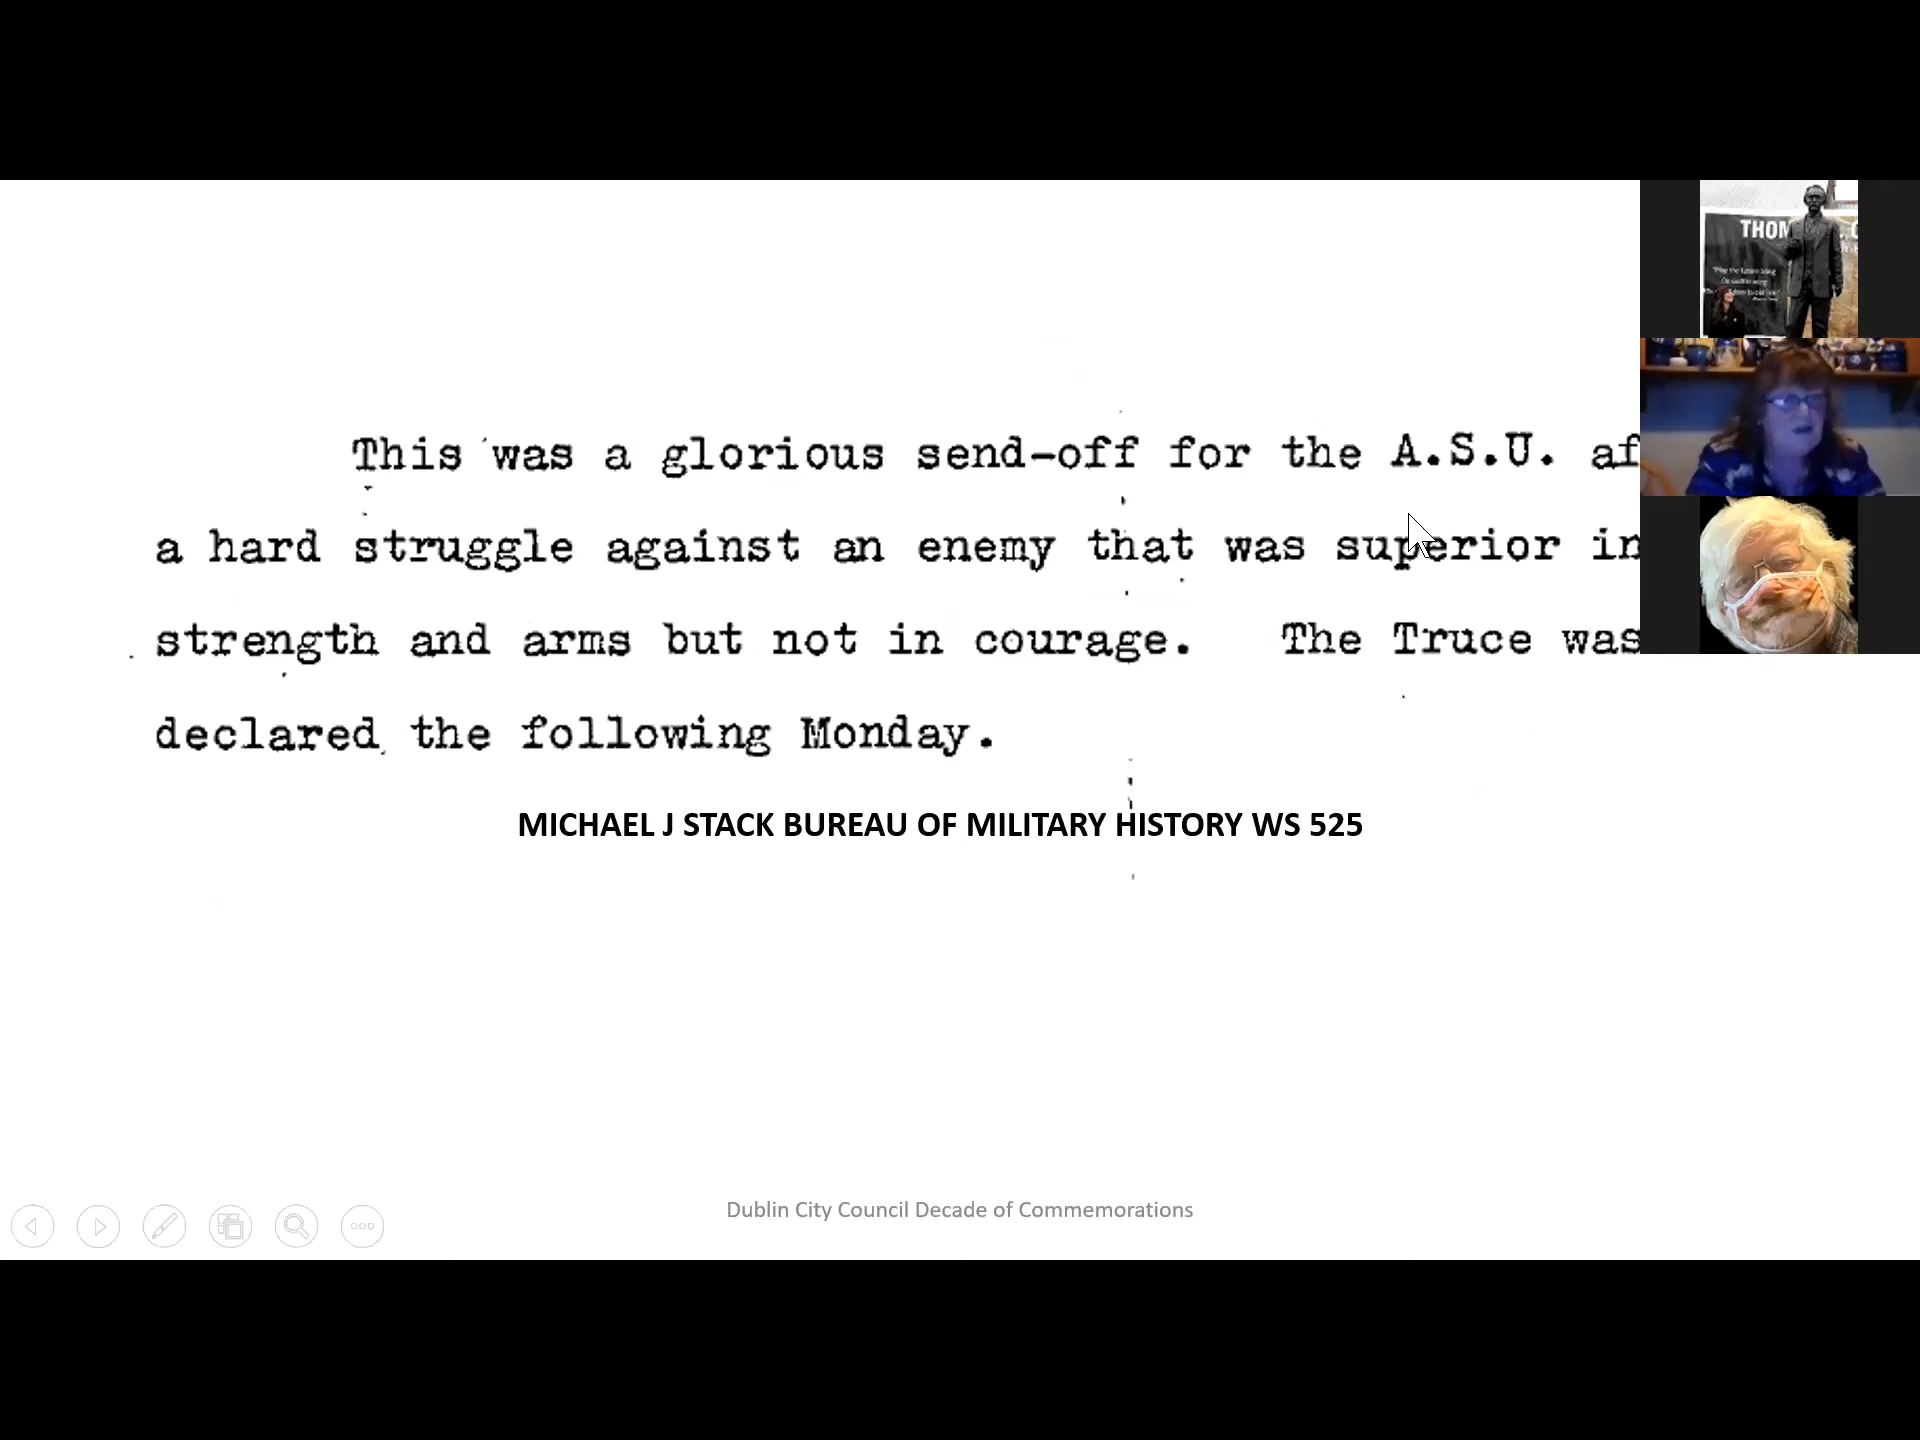 This was a glorious send-off for the A.S.U. af
a hard struggle against an enemy that was superior in
strength and arms but not in courage. The Truce was
declared the following Monday.
MICHAEL J STACK BUREAU OF MILITARY HISTORY WS 525
Dublin City Council Decade of Commemorations
THOM